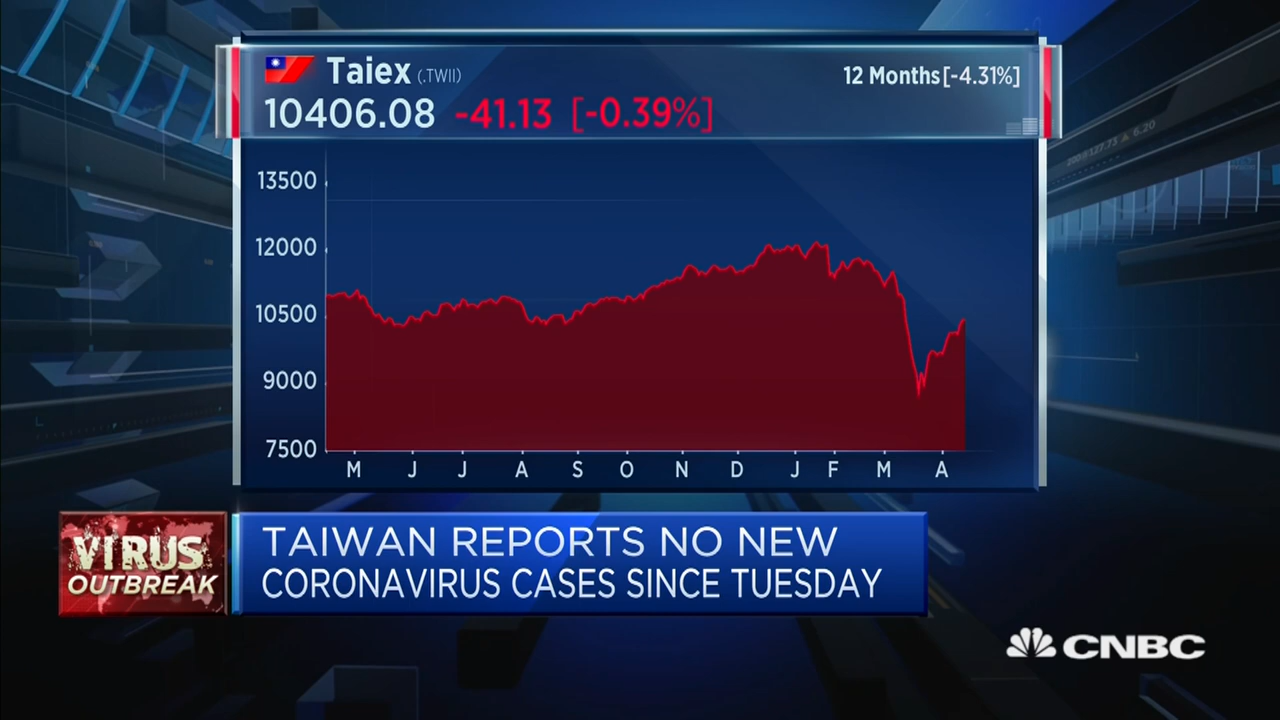 Taiex (.TWII)
12 Months [-4.31%]
10406.08 -41.13 [-0.39%]
13500
12000
10500
9000
7500
M J J A S O N D J F M A
VIRUS
OUTBREAK
TAIWAN REPORTS NO NEW
CORONAVIRUS CASES SINCE TUESDAY
CNBC